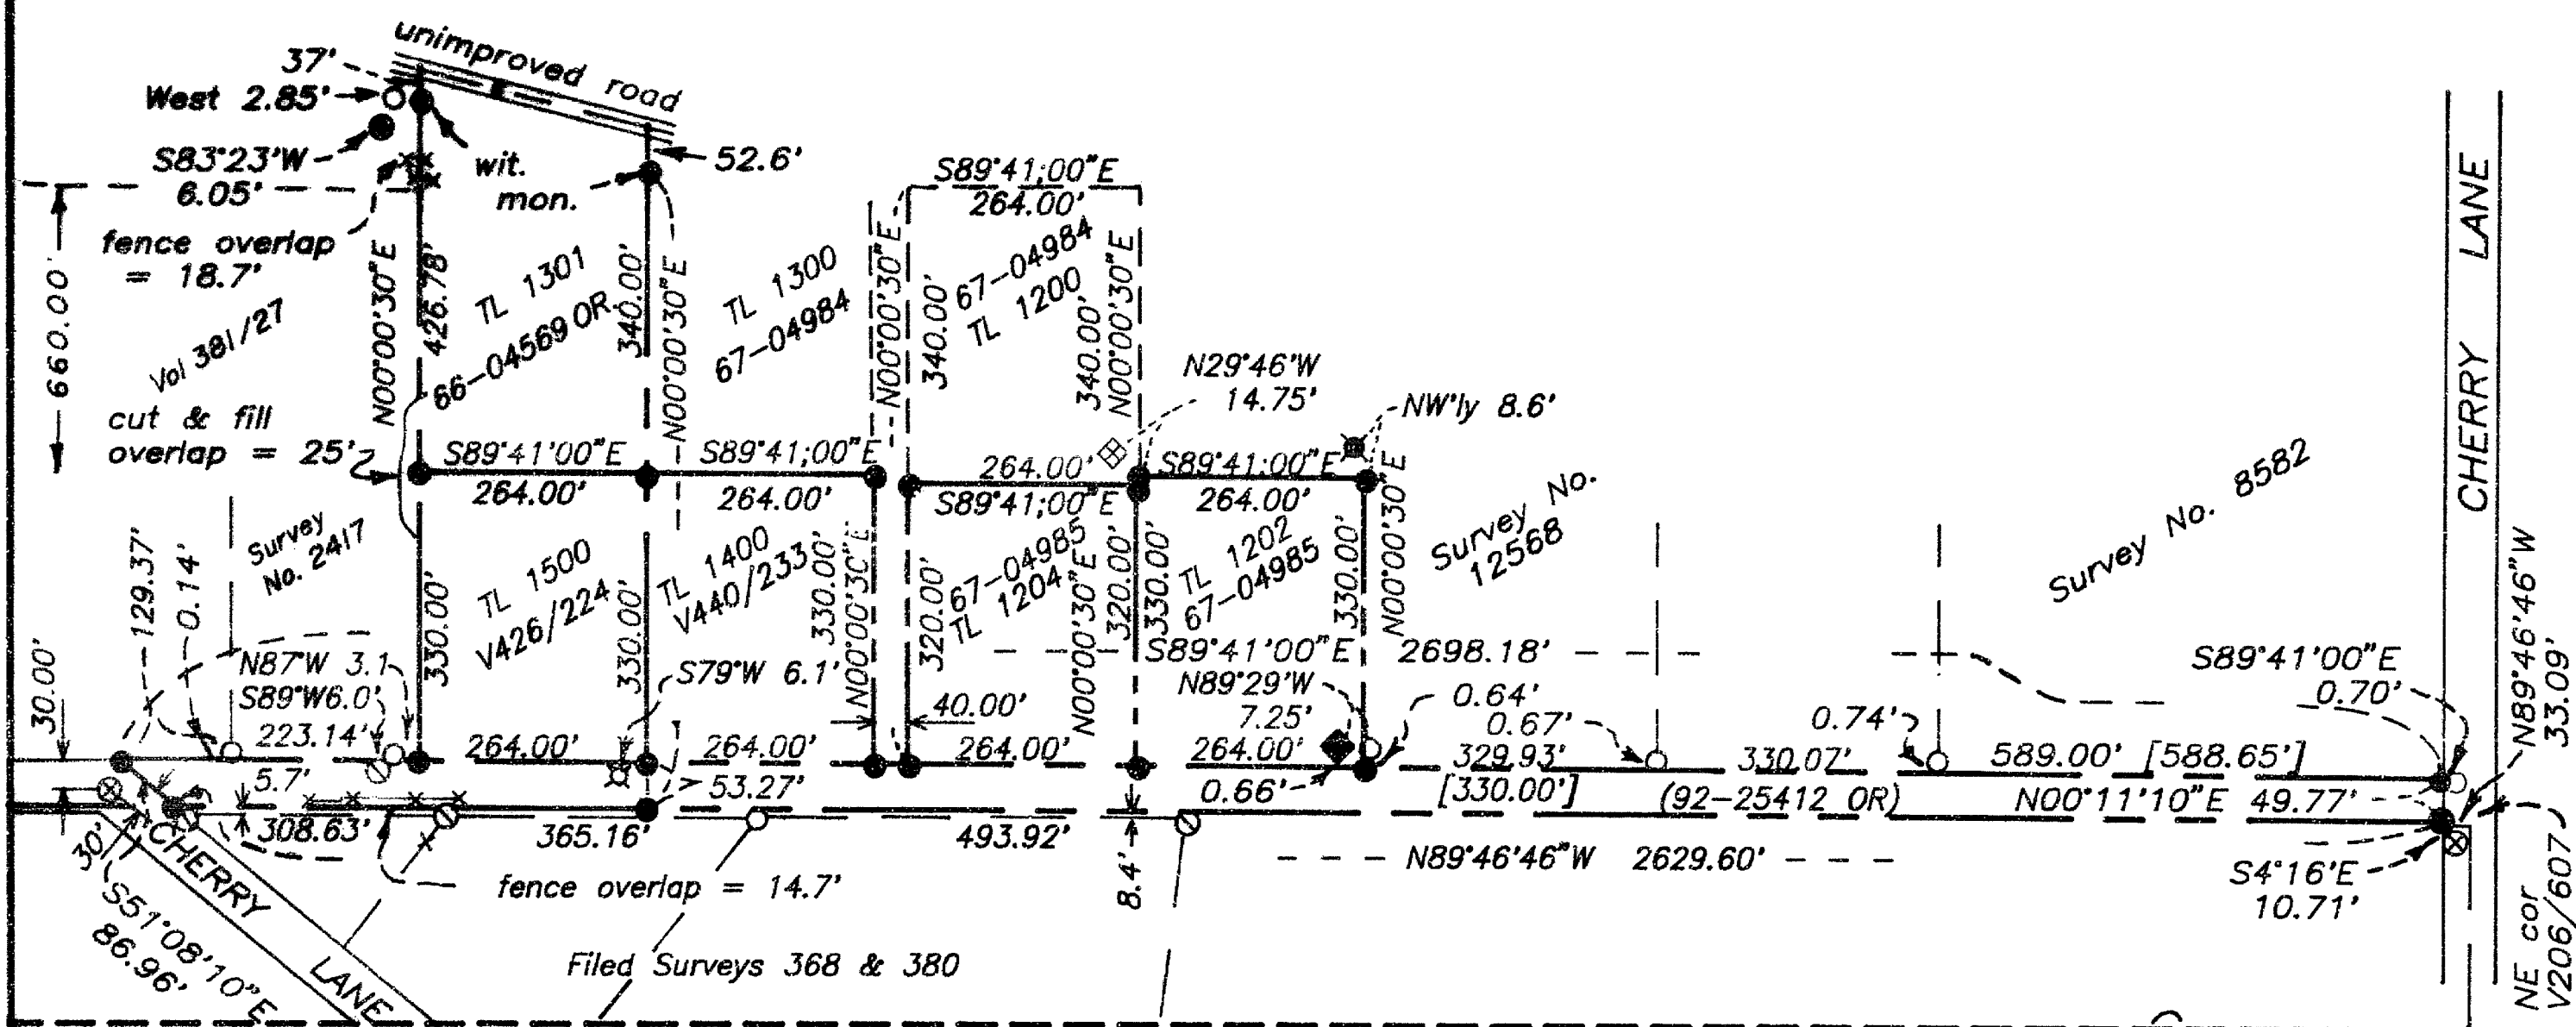 unimproved road
37'
West 2.85'
S83°23'W
6.05'
wit.
mon.
52.6'
fence overlap
= 18.7'
660.00'
Vol 381/27
N00°00'30"E
426.78'
TL 1301
66-04569 OR
340.00'
N00°00'30"E
TL 1300
67-04984
N00°00'30"E
340.00'
S89°41;00"E
264.00'
67-04984
TL 1200
340.00'
N00°00'30"E
N29°46'W
14.75'
NW'ly 8.6'
cut & fill
overlap = 25'
S89°41'00"E
264.00'
S89°41;00"E
264.00'
264.00'
S89°41;00"E
S89°41;00"E
264.00'
N00°00'30"E
Survey No.
12568
Survey No. 8582
CHERRY LANE
Survey
No. 2417
129.37'
0.14'
30.00'
N87°W 3.1
S89°W6.0'
223.14'
5.7'
330.00'
TL 1500
V426/224
330.00'
TL 1400
V440/233
330.00'
N00°00'30"E
320.00'
67-04985
TL 1204
N00°00'30"E
320.00'
330.00'
TL 1202
67-04985
330.00'
S79°W 6.1'
40.00'
S89°41'00"E 2698.18'
N89°29'W
7.25'
0.64'
0.67'
0.74'
S89°41'00"E
0.70'
N89°46'46"W
33.09'
264.00'
264.00'
264.00'
264.00'
329.93'
[330.00']
330.07'
589.00' [588.65']
0.66'
(92-25412 OR)
N00°11'10"E 49.77'
53.27'
308.63'
365.16'
493.92'
8.4'
N89°46'46"W 2629.60'
S4°16'E
10.71'
NE cor
V2206/607
30'
CHERRY LANE
S51°08'10"E
86.96'
fence overlap = 14.7'
Filed Surveys 368 & 380